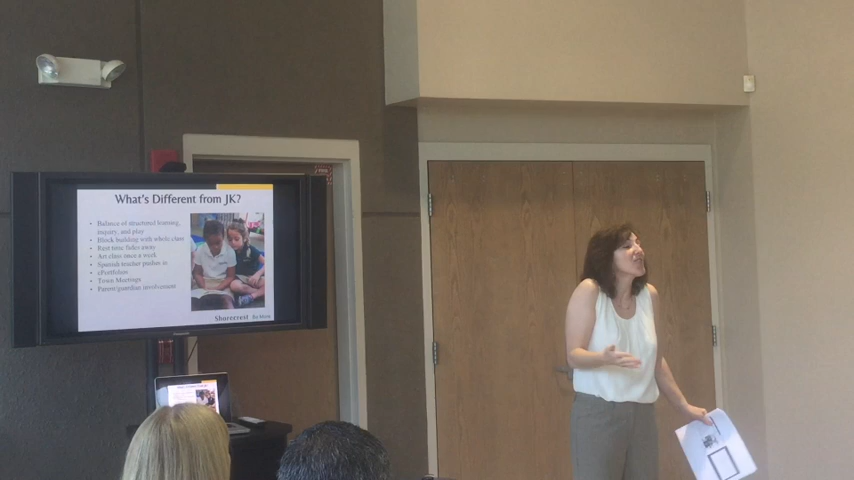 What's Different from JK?
• Balance of structured learning,
inquiry, and play
• Block building with whole class
• Rest time fades away
• Art class once a week
• Spanish teacher pushes in
• ePortfolios
• Town Meetings
• Parent/guardian involvement
Shorecrest